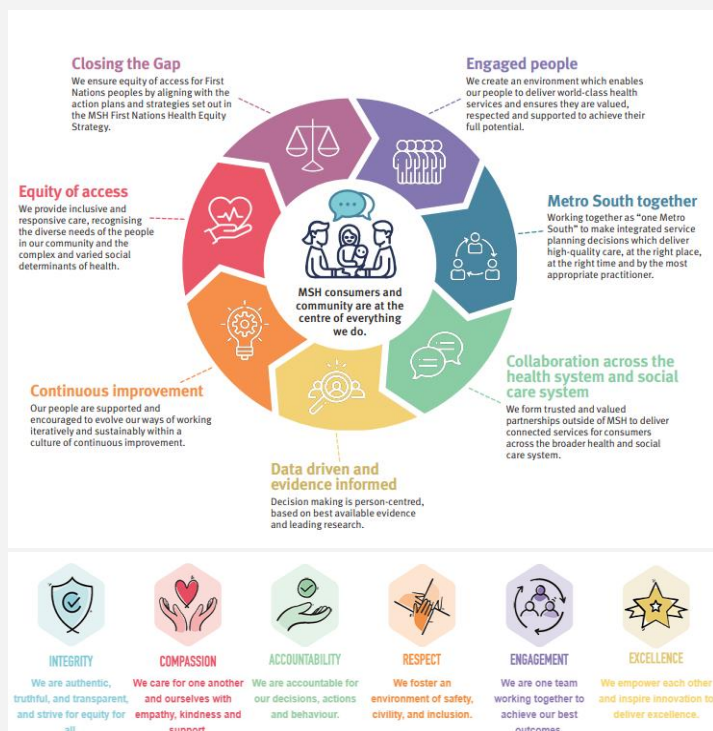 Closing the Gap
We ensure equity of access for First
Nations peoples by aligning with the
action plans and strategies set out in
the MSH First Nations Health Equity
Strategy.
Engaged people
We create an environment which enables
our people to deliver world-class health
services and ensures they are valued,
respected and supported to achieve their
full potential.
Equity of access
We provide inclusive and
responsive care, recognising
the diverse needs of the people
in our community and the
complex and varied social
determinants of health.
Metro South together
Working together as “one Metro
South” to make integrated service
planning decisions which deliver
high-quality care, at the right place,
at the right time and by the most
appropriate practitioner.
MSH consumers and
community are at the
centre of everything
we do.
Continuous improvement
Our people are supported and
encouraged to evolve our ways of working
iteratively and sustainably within a
culture of continuous improvement.
Collaboration across the
health system and social
care system
We form trusted and valued
partnerships outside of MSH to deliver
connected services for consumers
across the broader health and social
care system.
Data driven and
evidence informed
Decision making is person-centred,
based on best available evidence
and leading research.
INTEGRITY
We are authentic,
truthful, and transparent,
and strive for equity for
all.
COMPASSION
We care for one another
and ourselves with
empathy, kindness and
support.
ACCOUNTABILITY
We are accountable for
our decisions, actions
and behaviour.
RESPECT
We foster an
environment of safety,
civility, and inclusion.
ENGAGEMENT
We are one team
working together to
achieve our best
outcomes.
EXCELLENCE
We empower each other
and inspire innovation to
deliver excellence.